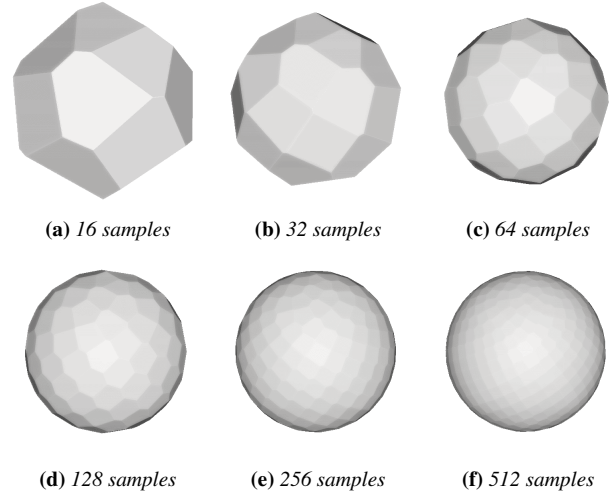 (a) 16 samples
(b) 32 samples
(c) 64 samples
(d) 128 samples
(e) 256 samples
(f) 512 samples